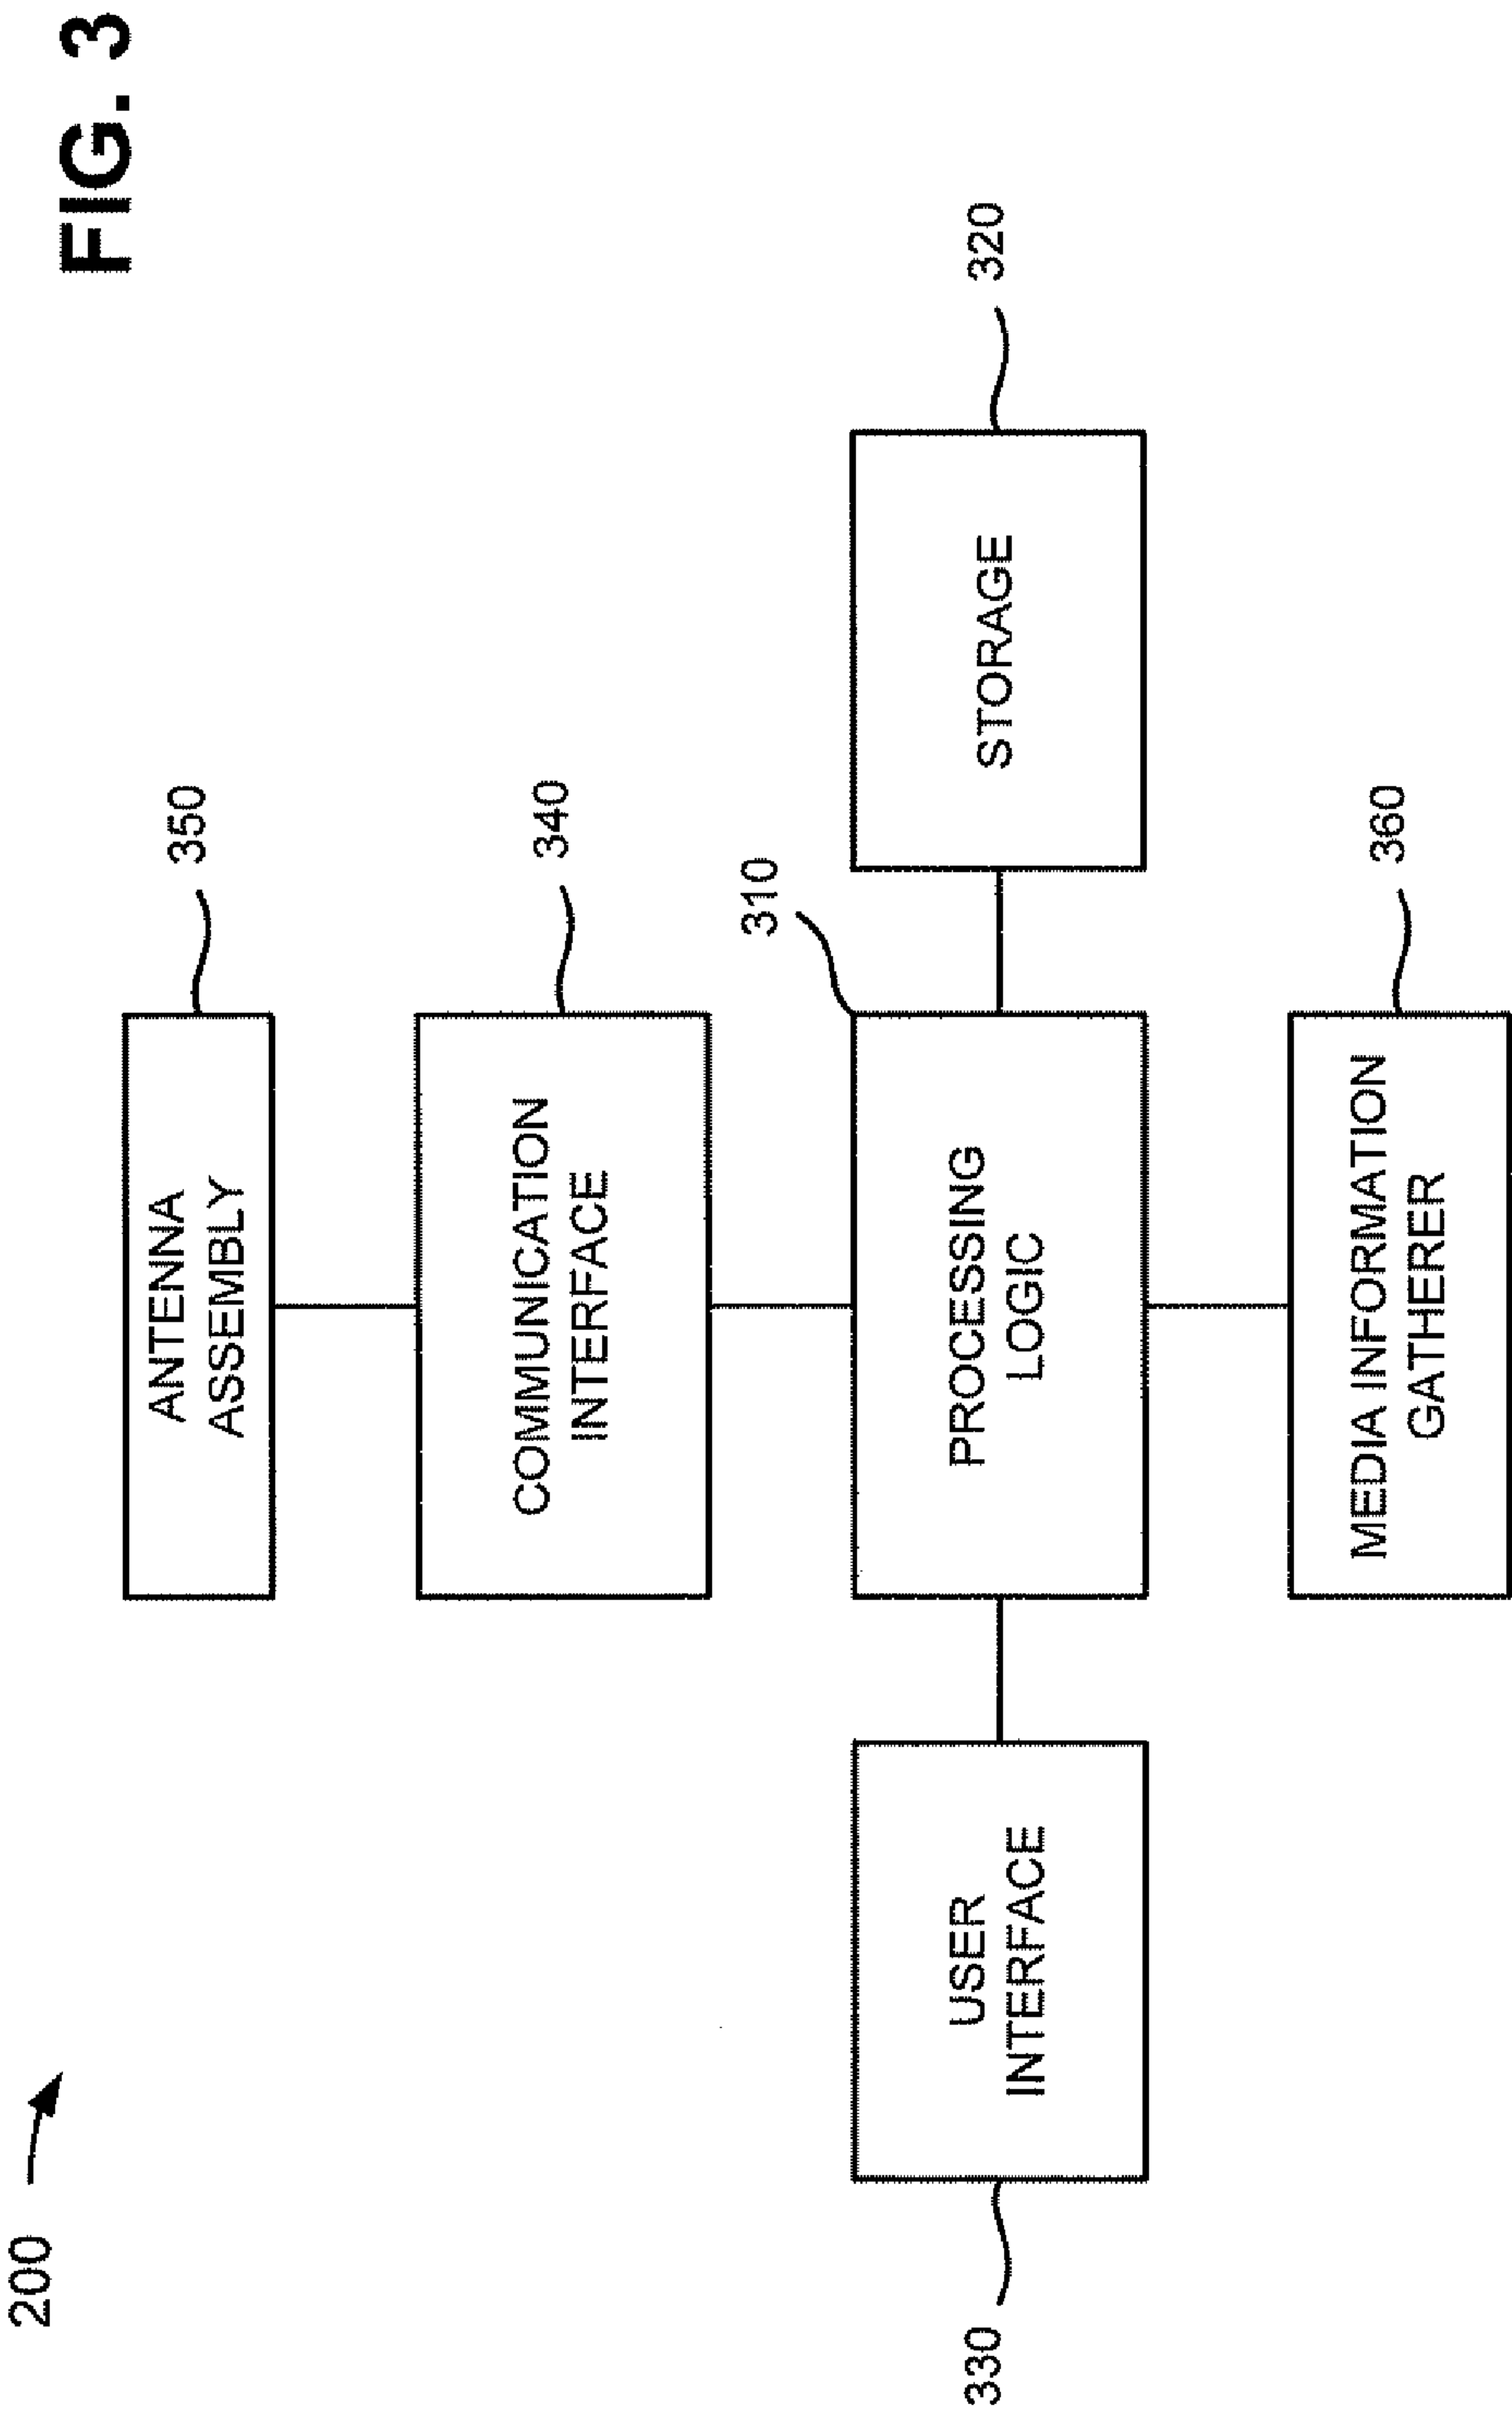 FIG. 3
200
350
ANTENNA
ASSEMBLY
340
COMMUNICATION
INTERFACE
310
330
USER
INTERFACE
PROCESSING
LOGIC
STORAGE
320
360
MEDIA INFORMATION
GATHERER